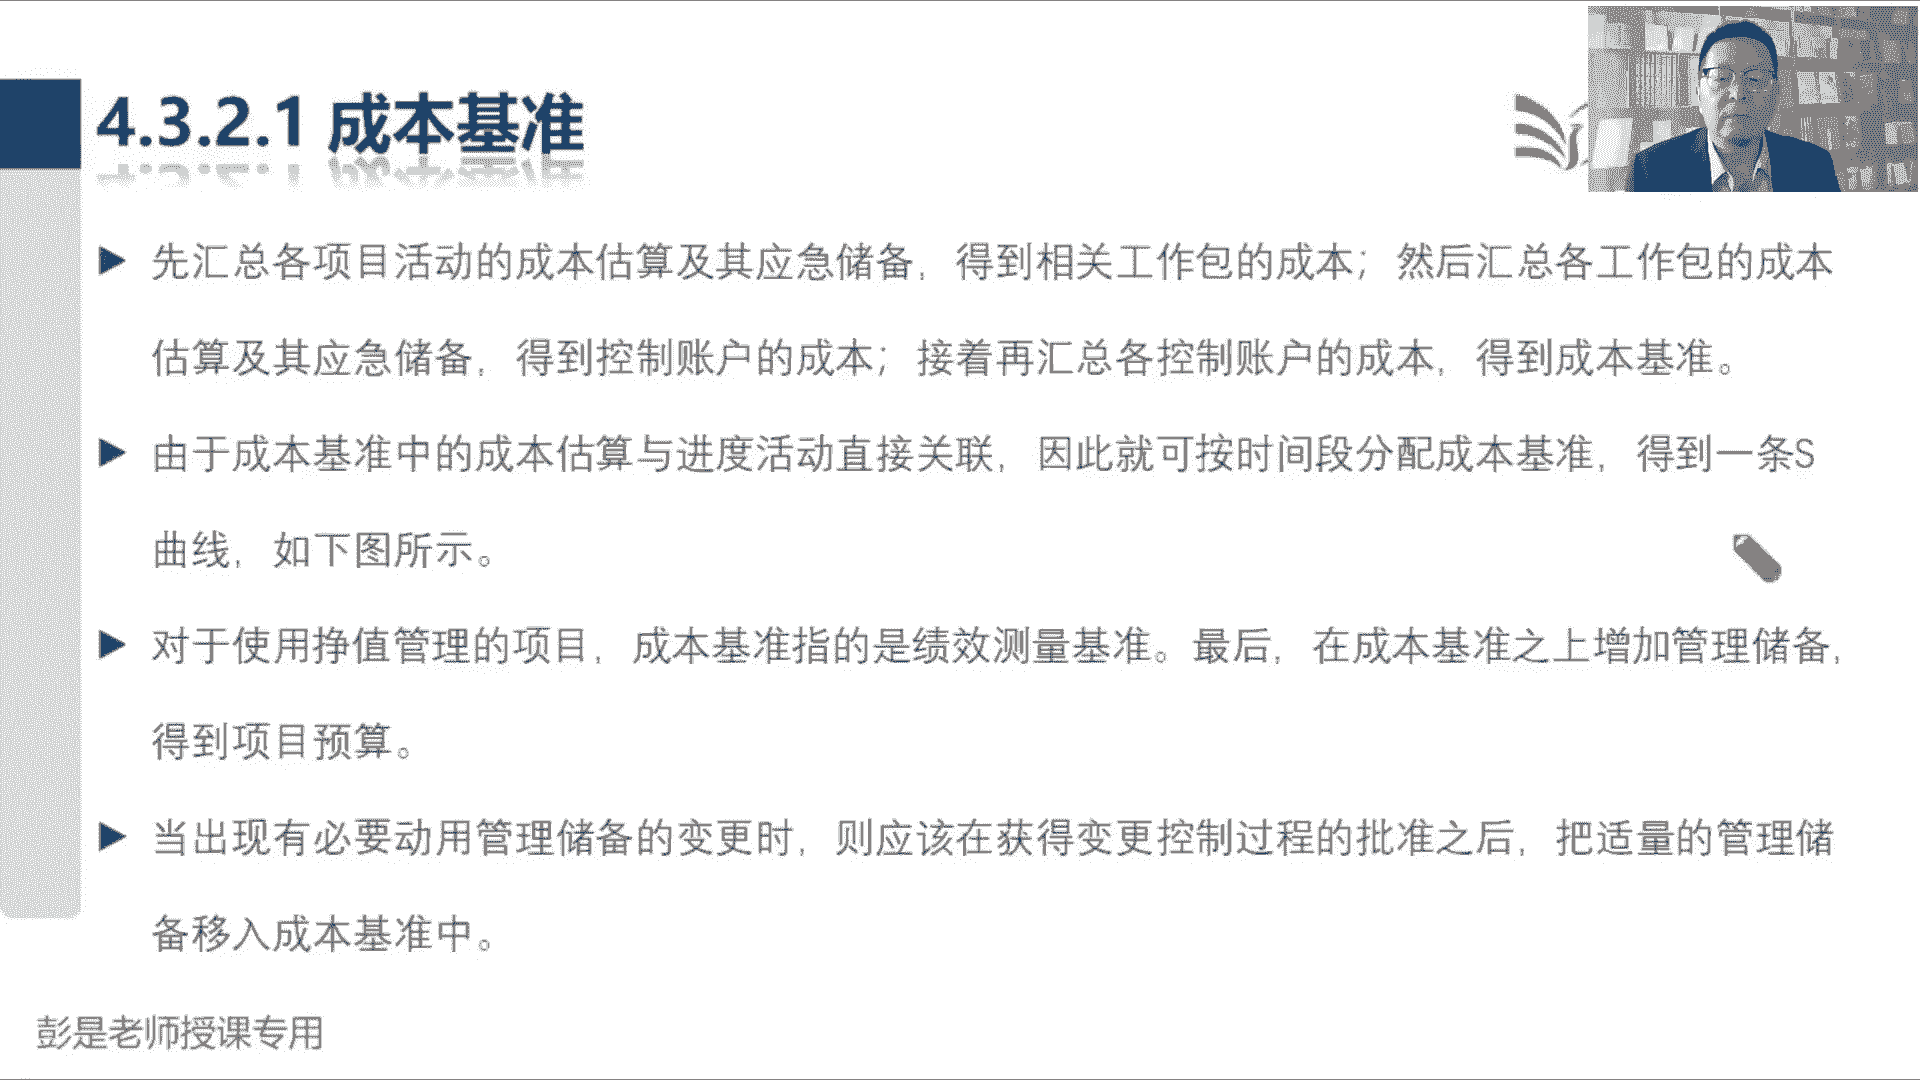 4.3.2.1 成本基准
先汇总各项目活动的成本估算及其应急储备，得到相关工作包的成本；然后汇总各工作包的成本
估算及其应急储备，得到控制账户的成本；接着再汇总各控制账户的成本，得到成本基准。
由于成本基准中的成本估算与进度活动直接关联，因此就可按时间段分配成本基准，得到一条S
曲线，如下图所示。
对于使用挣值管理的项目，成本基准指的是绩效测量基准。最后，在成本基准之上增加管理储备，
得到项目预算。
当出现有必要动用管理储备的变更时，则应该在获得变更控制过程的批准之后，把适量的管理储
备移入成本基准中。
彭是老师授课专用